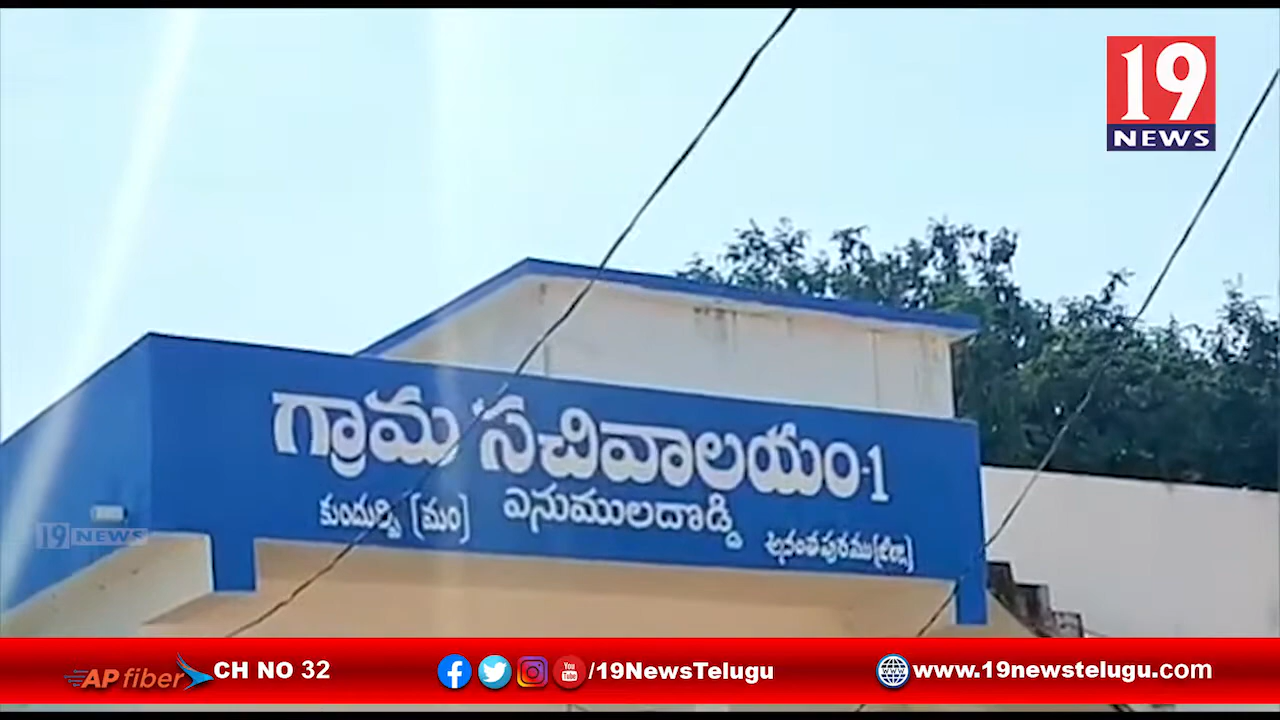 19
NEWS
గ్రామ సచివాలయం-1
కుందుర్పి (మం) ఎనుములదొడ్డి అనంతపురము(జిల్లా)
19 NEWS
AP fiber CH NO 32 /19NewsTelugu www.19newstelugu.com